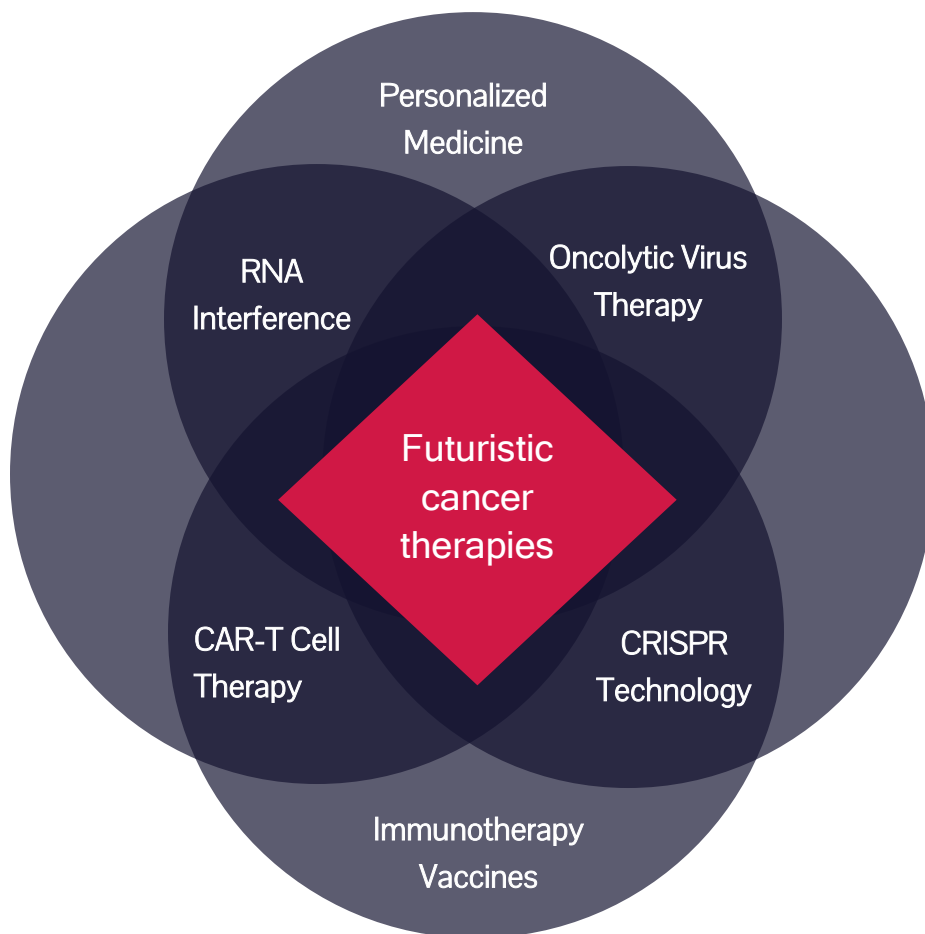 Personalized
Medicine
RNA
Interference
Oncolytic Virus
Therapy
Futuristic
cancer
therapies
CAR-T Cell
Therapy
CRISPR
Technology
Immunotherapy
Vaccines